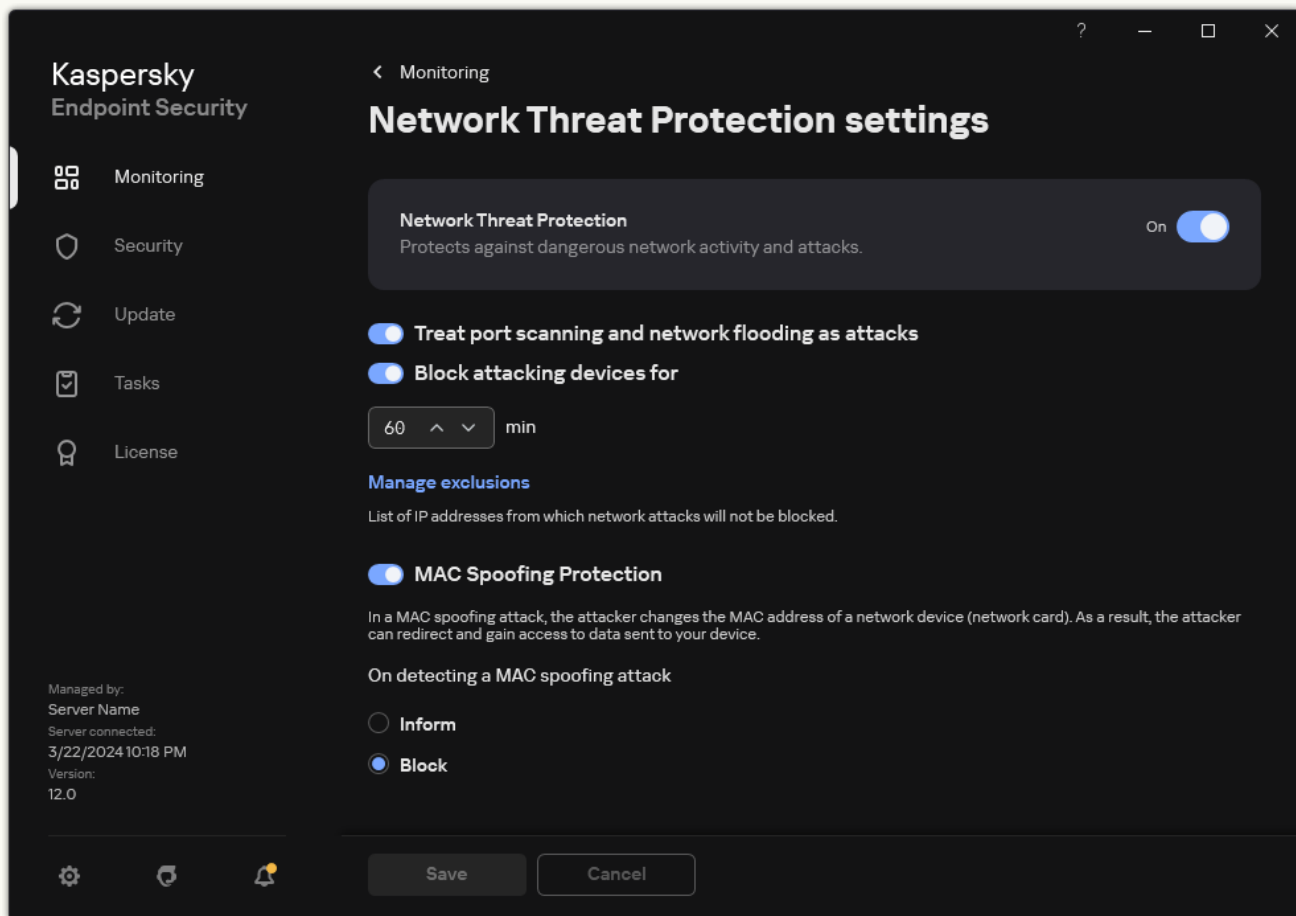 ?
Kaspersky
Endpoint Security
Monitoring
Security
Update
Tasks
License
Managed by:
Server Name
Server connected:
3/22/2024 10:18 PM
Version:
12.0
Monitoring
Network Threat Protection settings
Network Threat Protection
Protects against dangerous network activity and attacks.
On
Treat port scanning and network flooding as attacks
Block attacking devices for
60 min
Manage exclusions
List of IP addresses from which network attacks will not be blocked.
MAC Spoofing Protection
In a MAC spoofing attack, the attacker changes the MAC address of a network device (network card). As a result, the attacker
can redirect and gain access to data sent to your device.
On detecting a MAC spoofing attack
Inform
Block
Save
Cancel